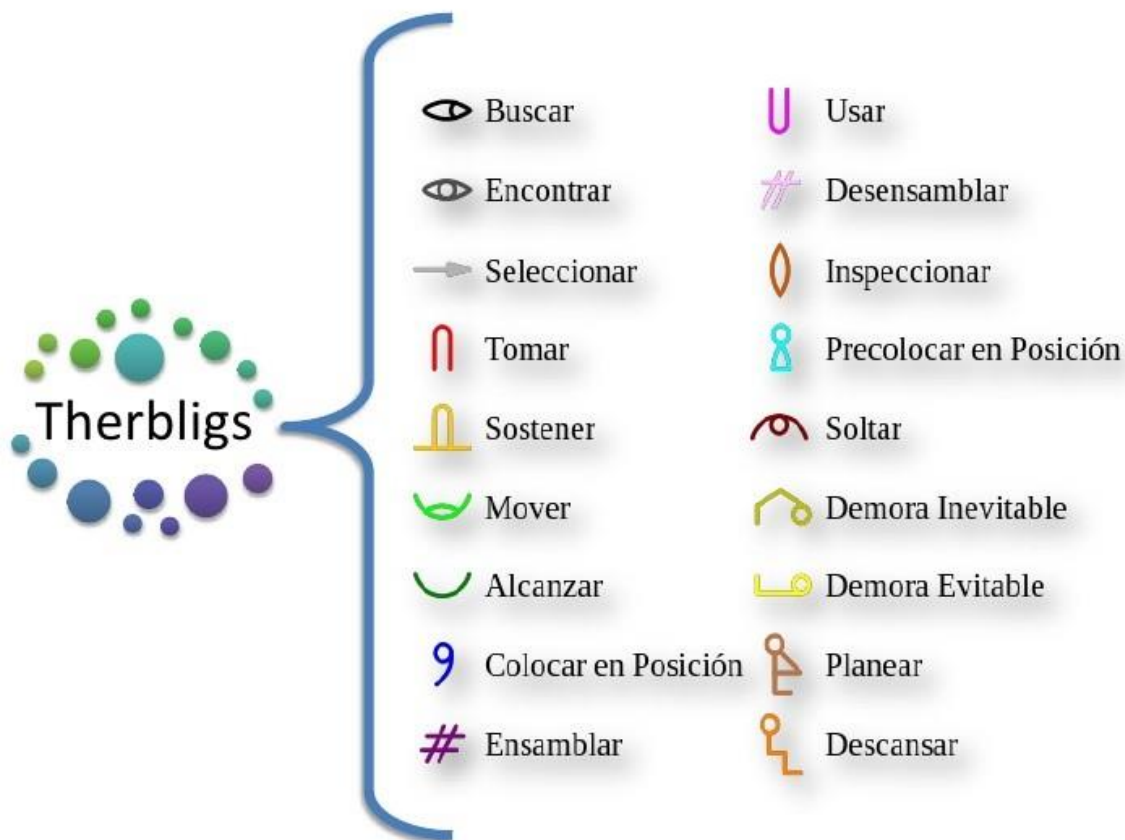 Therbligs
Buscar
Encontrar
Seleccionar
Tomar
Sostener
Mover
Alcanzar
Colocar en Posición
Ensamblar
Usar
Desensamblar
Inspeccionar
Precolocar en Posición
Soltar
Demora Inevitable
Demora Evitable
Planear
Descansar